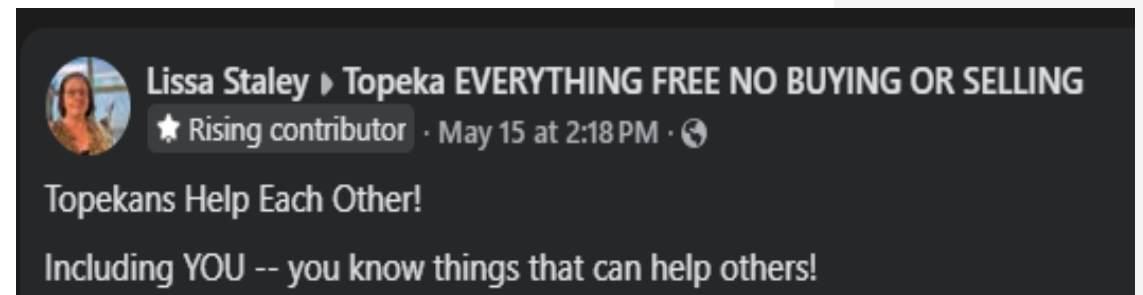 Lissa Staley ▸ Topeka EVERYTHING FREE NO BUYING OR SELLING
Rising contributor · May 15 at 2:18 PM ·
Topekans Help Each Other!
Including YOU -- you know things that can help others!